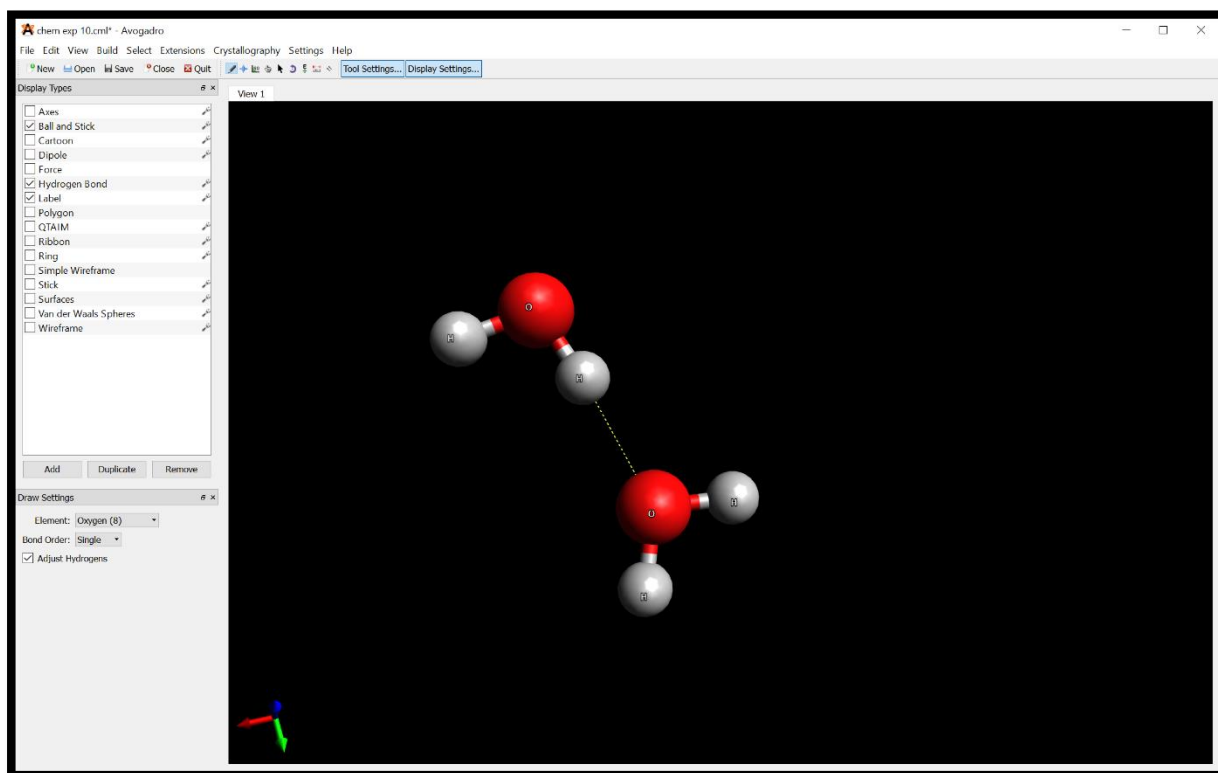 chem exp 10.cml* - Avogadro
File Edit View Build Select Extensions Crystallography Settings Help
New Open Save Close Quit Tool Settings... Display Settings...
Display Types
View 1
Axes
Ball and Stick
Cartoon
Dipole
Force
Hydrogen Bond
Label
Polygon
QTAIM
Ribbon
Ring
Simple Wireframe
Stick
Surfaces
Van der Waals Spheres
Wireframe
O
H
H
Add Duplicate Remove
Draw Settings
Element: Oxygen (8)
Bond Order: Single
Adjust Hydrogens
H
O
H